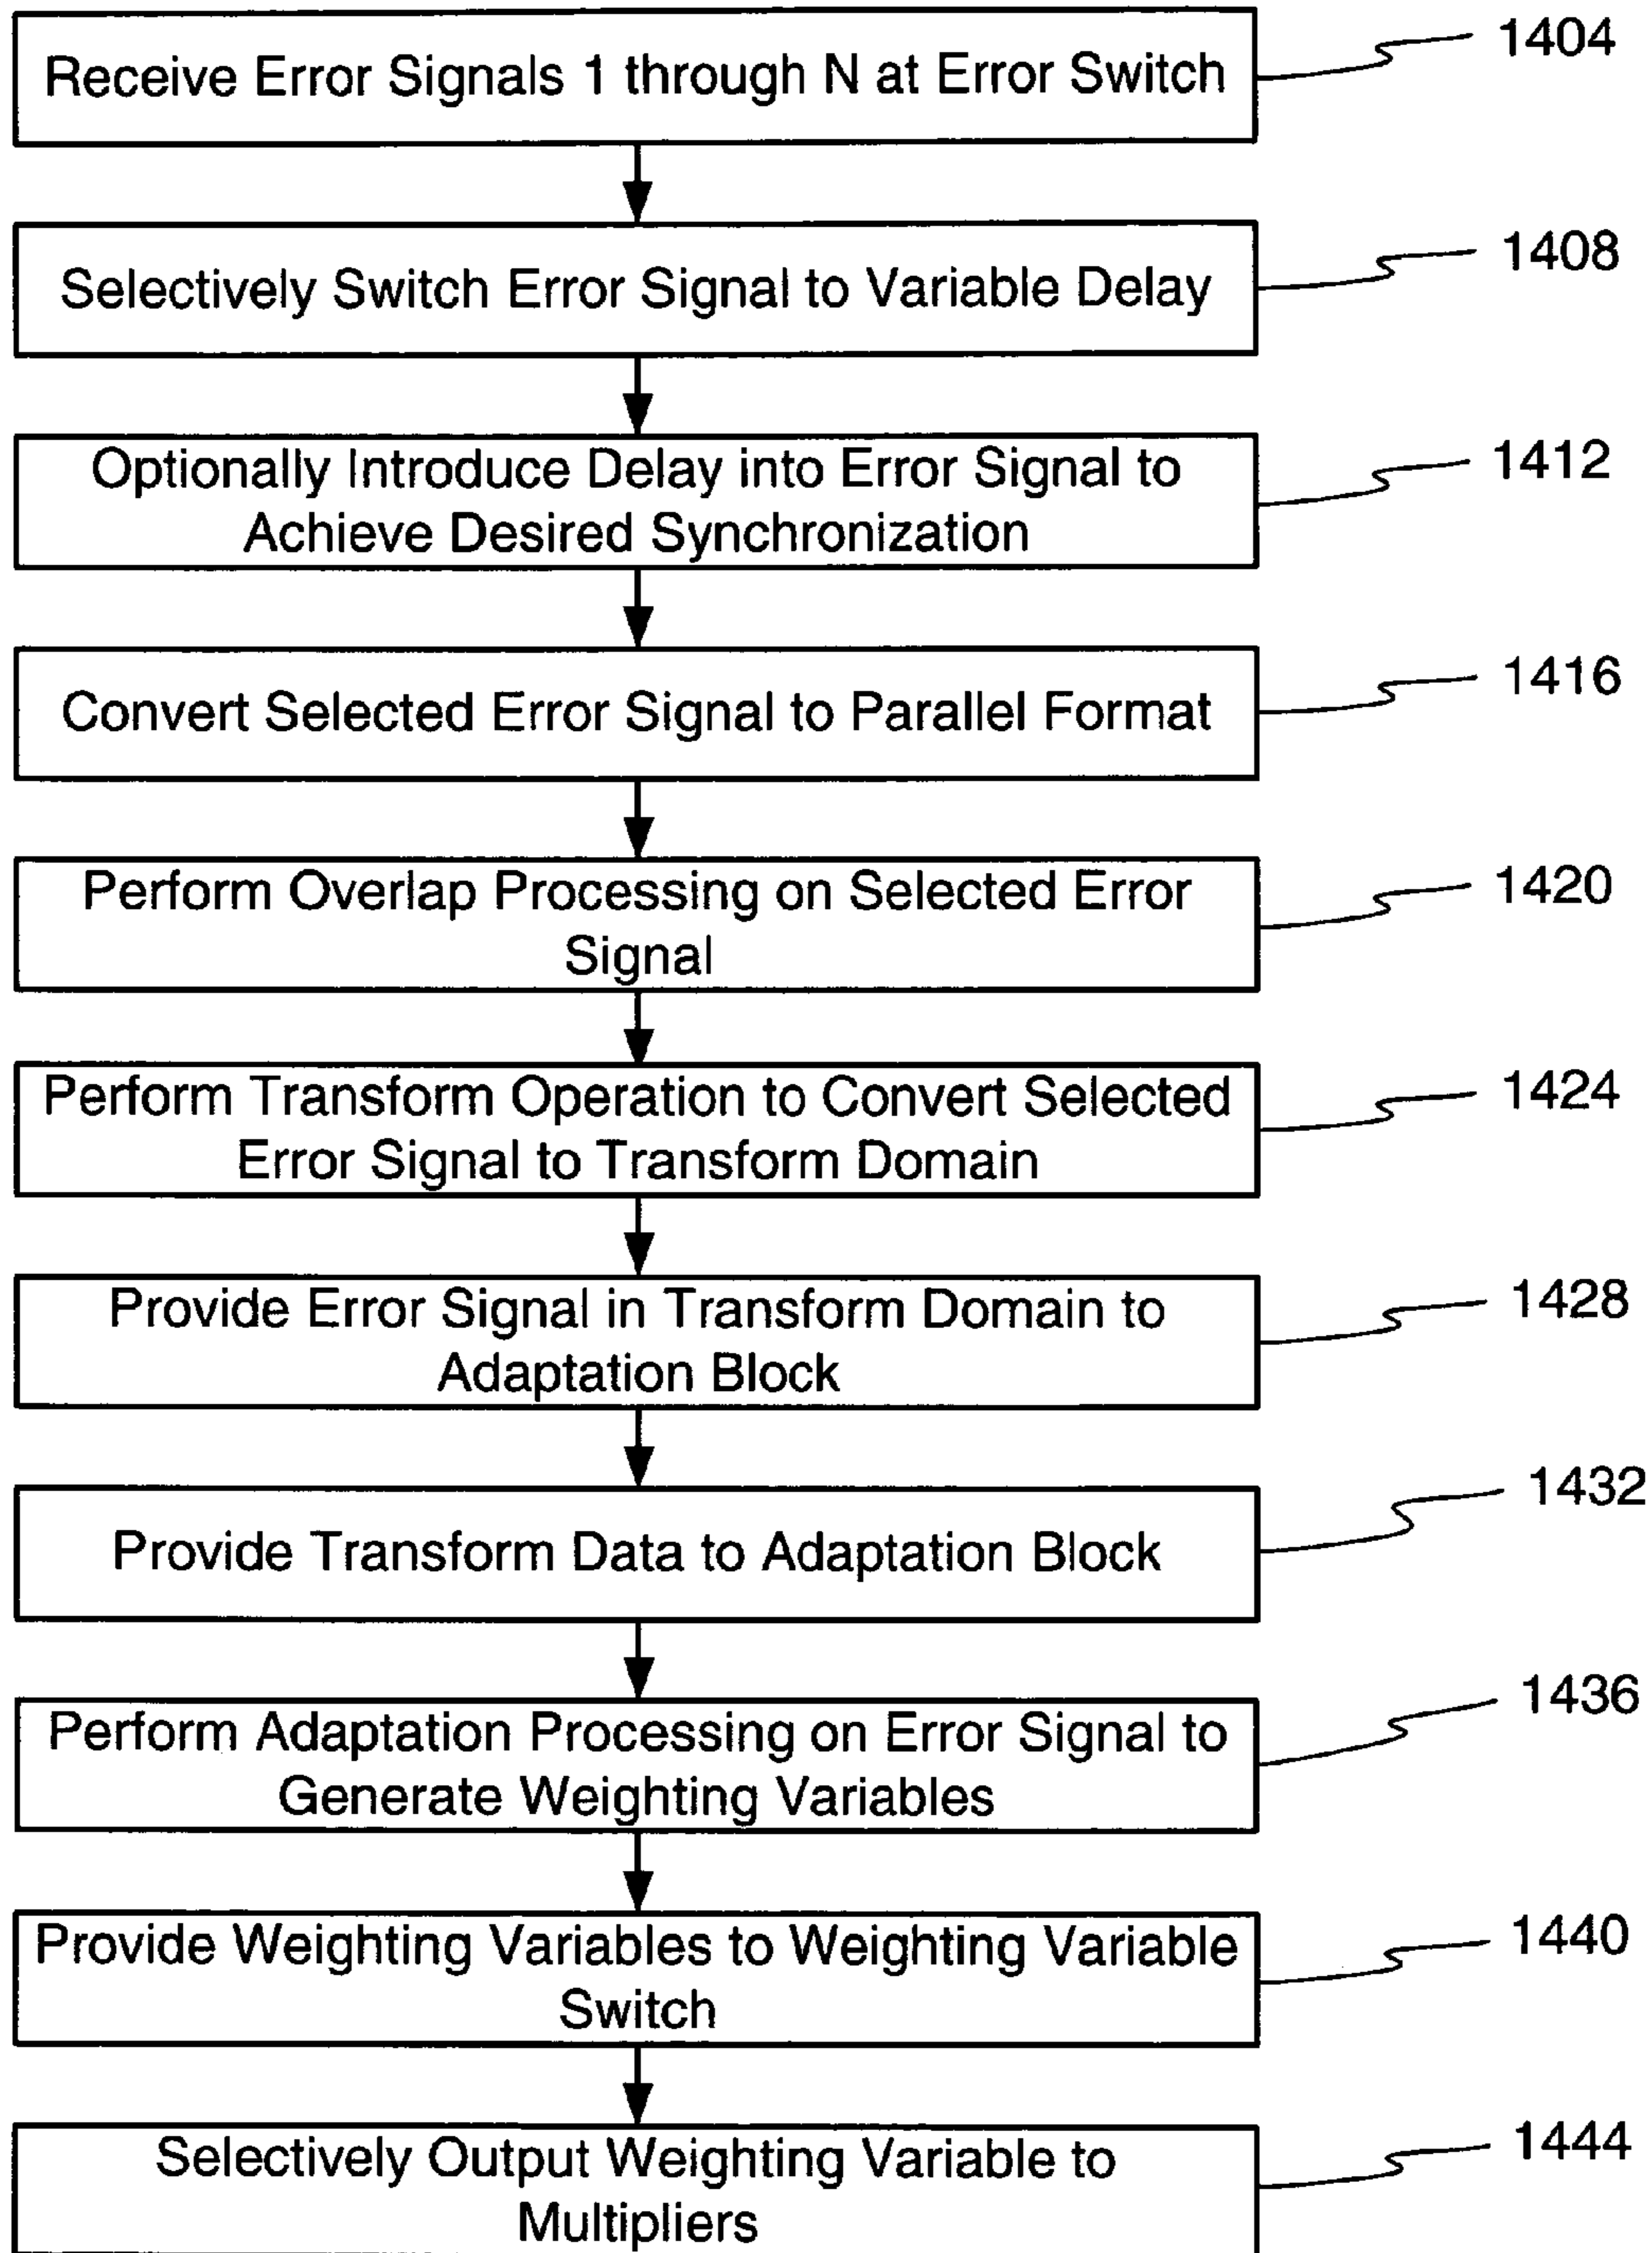 Receive Error Signals 1 through N at Error Switch
1404
Selectively Switch Error Signal to Variable Delay
1408
Optionally Introduce Delay into Error Signal to
Achieve Desired Synchronization
1412
Convert Selected Error Signal to Parallel Format
1416
Perform Overlap Processing on Selected Error
Signal
1420
Perform Transform Operation to Convert Selected
Error Signal to Transform Domain
1424
Provide Error Signal in Transform Domain to
Adaptation Block
1428
Provide Transform Data to Adaptation Block
1432
Perform Adaptation Processing on Error Signal to
Generate Weighting Variables
1436
Provide Weighting Variables to Weighting Variable
Switch
1440
Selectively Output Weighting Variable to
Multipliers
1444